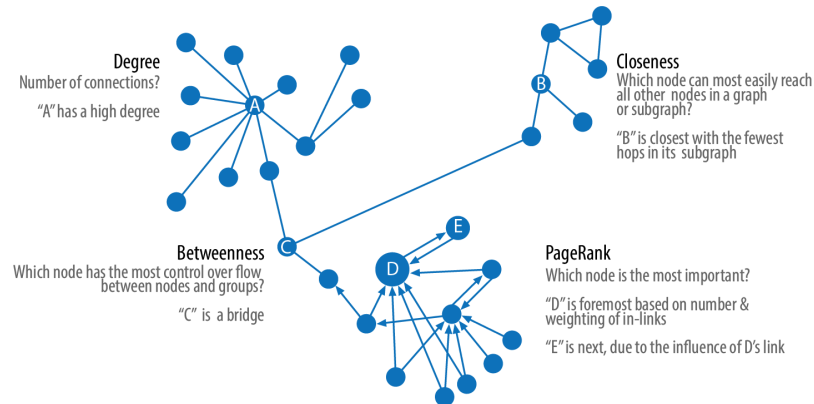 Degree
Number of connections?
“A” has a high degree
A
Closeness
Which node can most easily reach
all other nodes in a graph
or subgraph?
“B” is closest with the fewest
hops in its subgraph
B
Betweenness
Which node has the most control over flow
between nodes and groups?
“C” is a bridge
C
D
E
PageRank
Which node is the most important?
“D” is foremost based on number &
weighting of in-links
“E” is next, due to the influence of D’s link